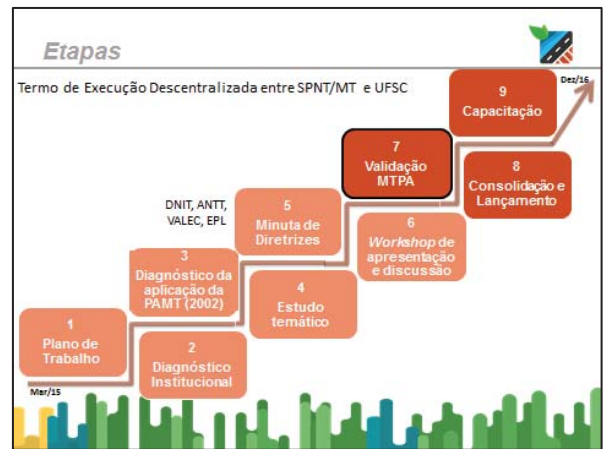 Etapas
Termo de Execução Descentralizada entre SPNT/MT e UFSC
Dez/16
9
Capacitação
7
Validação
MTPA
8
Consolidação e
Lançamento
DNIT, ANTT,
VALEC, EPL
5
Minuta de
Diretrizes
6
Workshop de
apresentação
e discussão
3
Diagnóstico da
aplicação da
PAMT (2002)
4
Estudo
temático
1
Plano de
Trabalho
2
Diagnóstico
Institucional
Mar/15